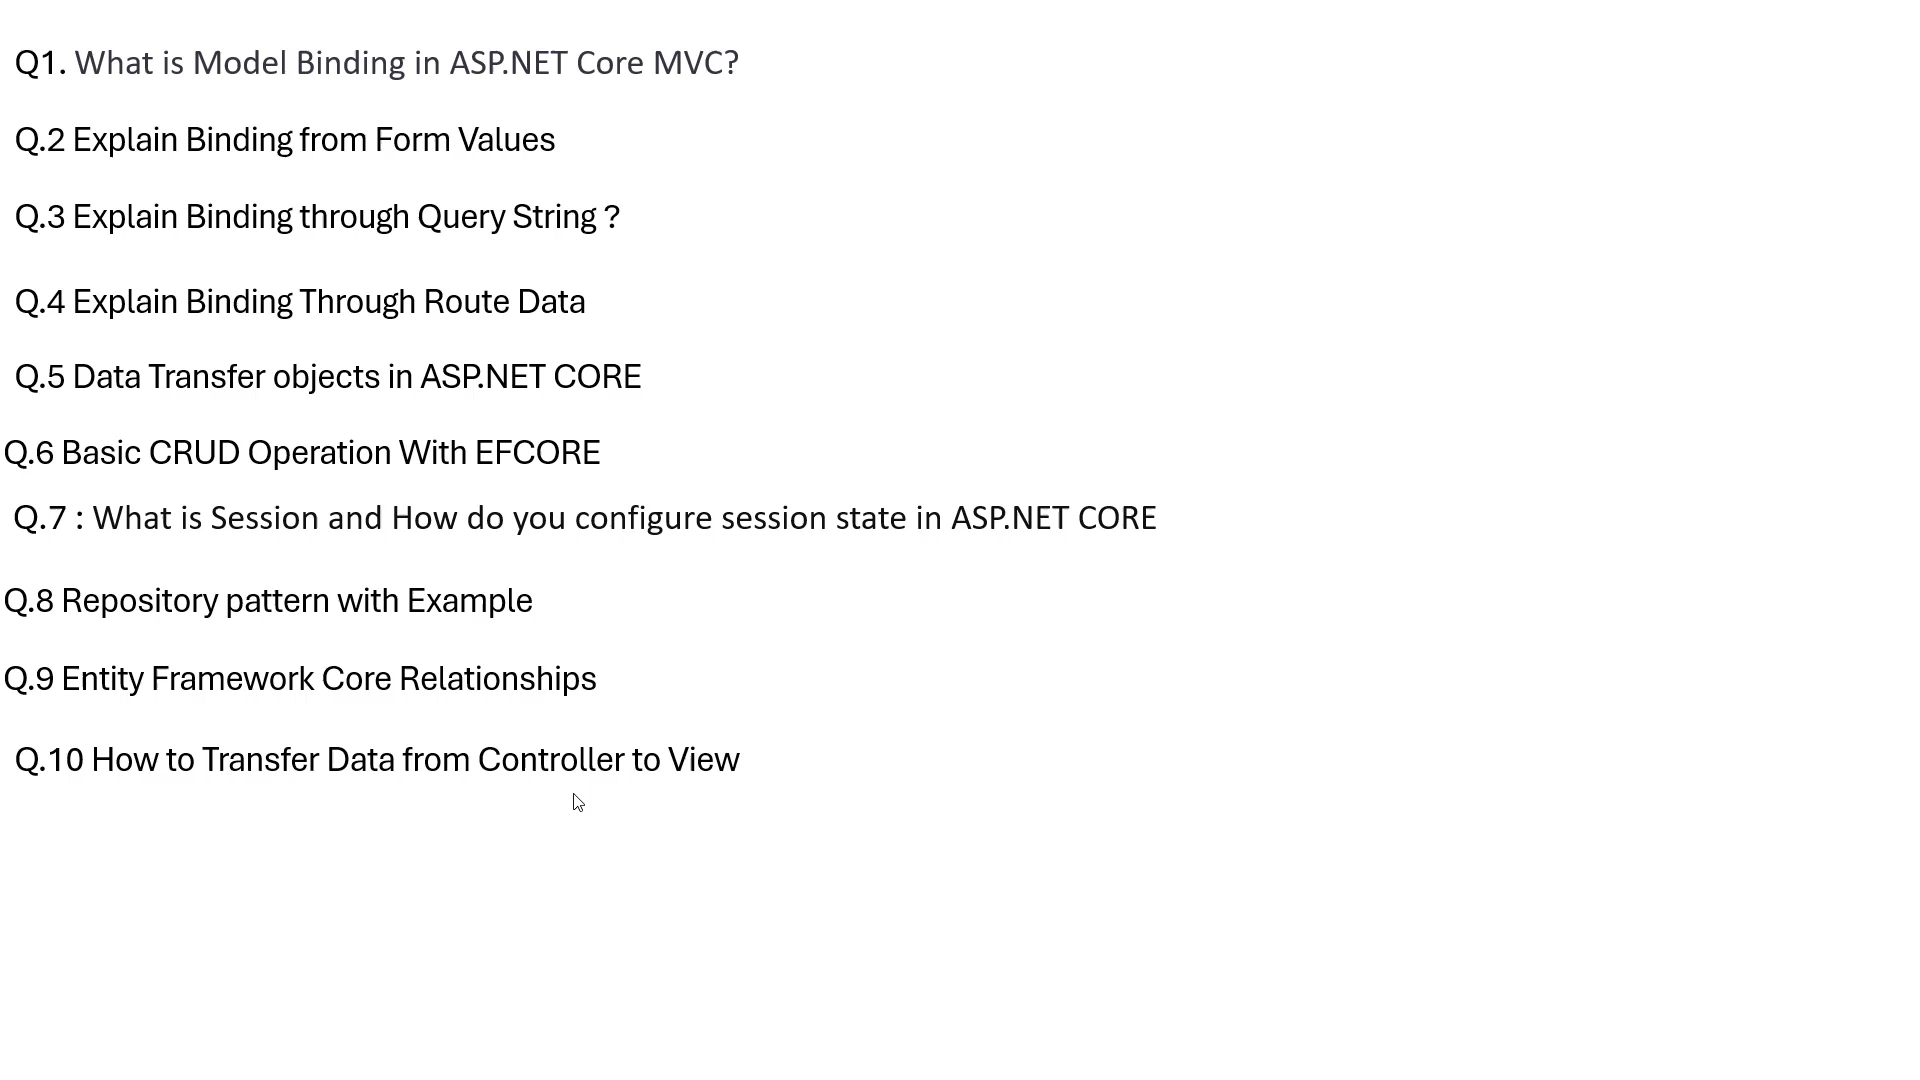 Q1. What is Model Binding in ASP.NET Core MVC?
Q.2 Explain Binding from Form Values
Q.3 Explain Binding through Query String ?
Q.4 Explain Binding Through Route Data
Q.5 Data Transfer objects in ASP.NET CORE
Q.6 Basic CRUD Operation With EFCORE
Q.7 : What is Session and How do you configure session state in ASP.NET CORE
Q.8 Repository pattern with Example
Q.9 Entity Framework Core Relationships
Q.10 How to Transfer Data from Controller to View